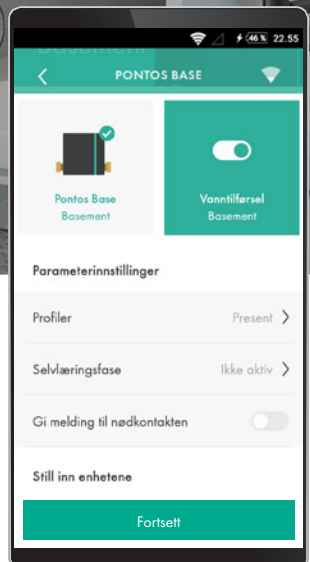 46 % 22.55
Basement
PONTOS BASE
Pontos Base
Basement
Vanntilførsel
Basement
Parameterinnstillinger
Profiler Present
Selvlæringsfase Ikke aktiv
Gi melding til nødkontakten
Still inn enhetene
Fortsett